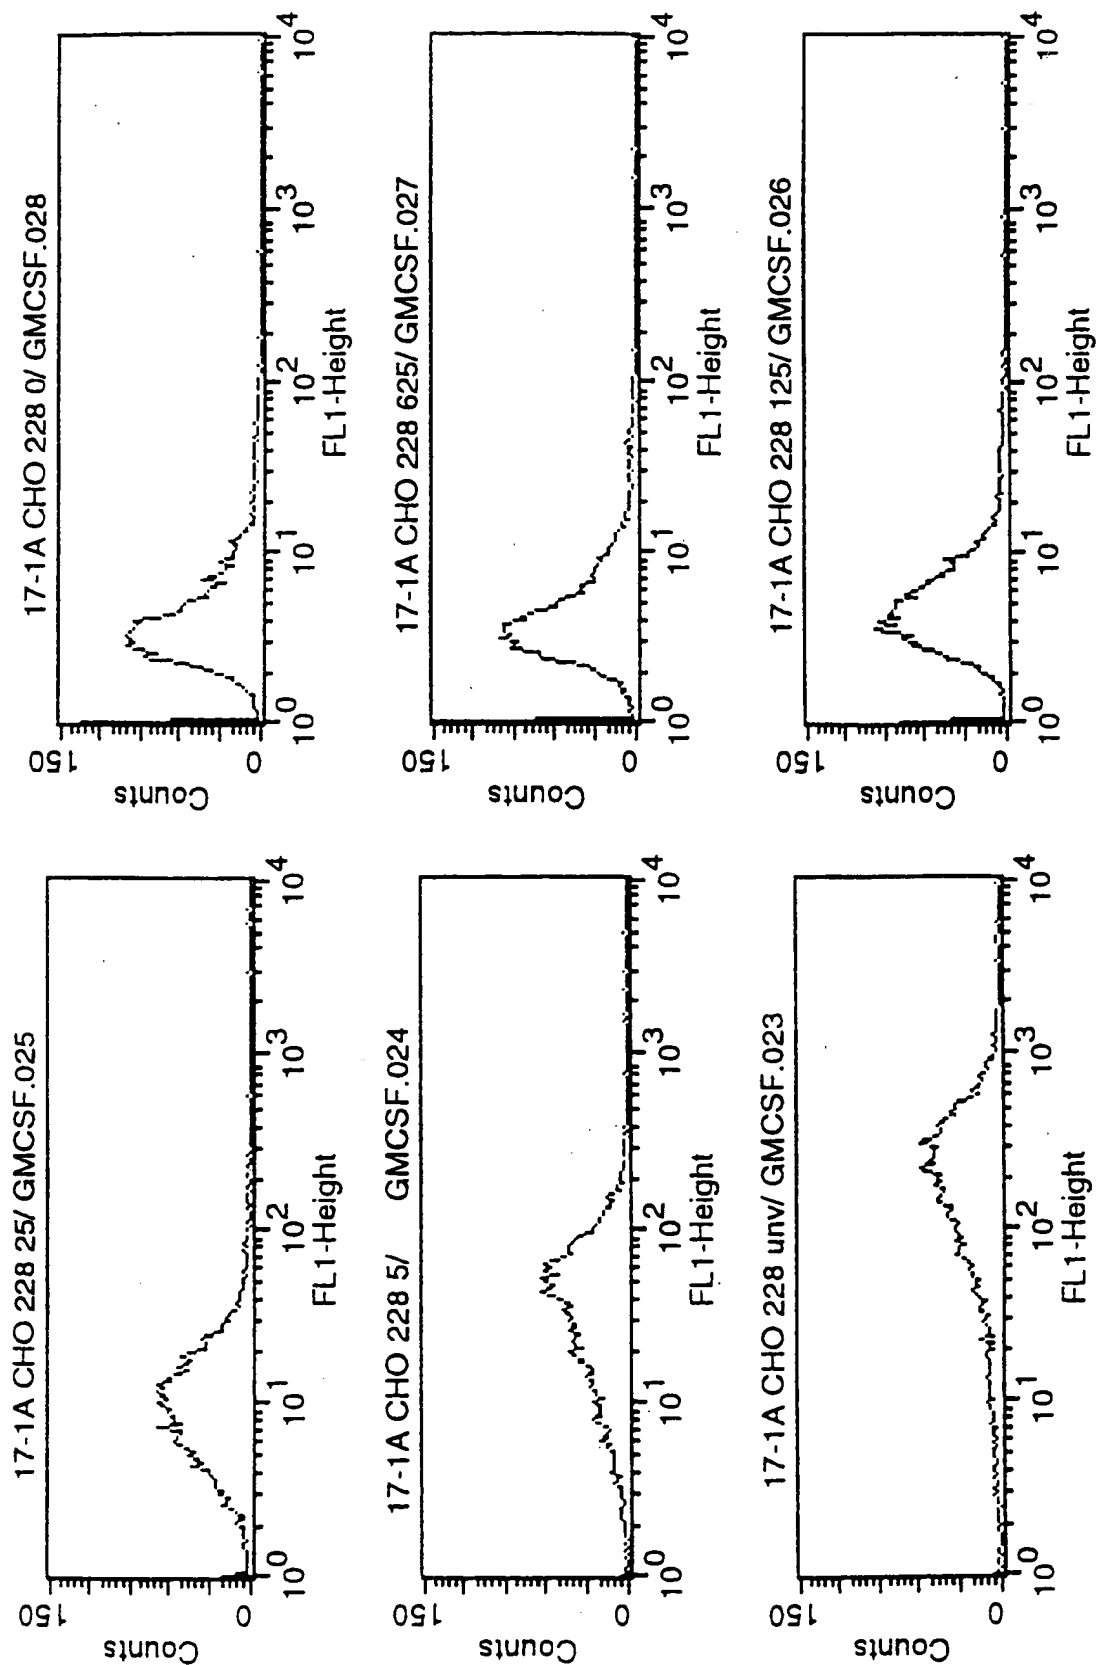 17-1A CHO 228 25/ GMCSF.025
150
Counts
0
10^0 10^1 10^2 10^3 10^4
FL1-Height
17-1A CHO 228 0/ GMCSF.028
150
Counts
0
10^0 10^1 10^2 10^3 10^4
FL1-Height
17-1A CHO 228 5/ GMCSF.024
150
Counts
0
10^0 10^1 10^2 10^3 10^4
FL1-Height
17-1A CHO 228 625/ GMCSF.027
150
Counts
0
10^0 10^1 10^2 10^3 10^4
FL1-Height
17-1A CHO 228 unv/ GMCSF.023
150
Counts
0
10^0 10^1 10^2 10^3 10^4
FL1-Height
17-1A CHO 228 125/ GMCSF.026
150
Counts
0
10^0 10^1 10^2 10^3 10^4
FL1-Height